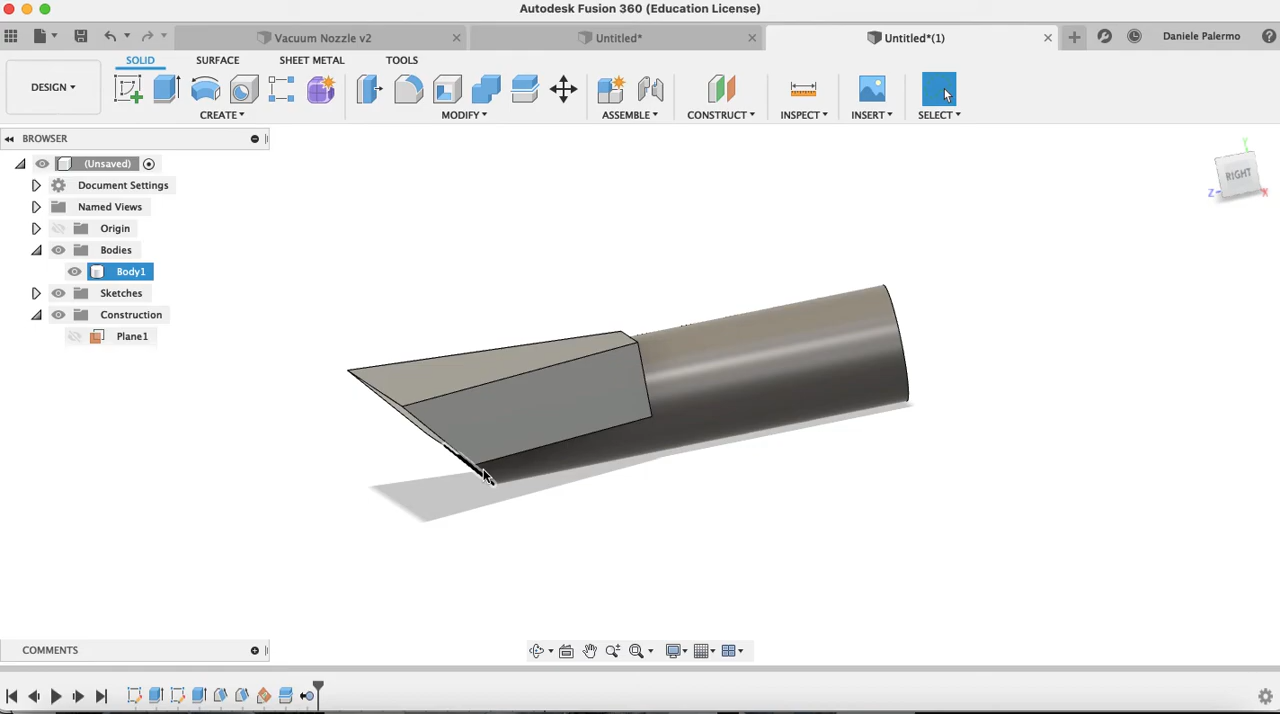 Autodesk Fusion 360 (Education License)
Vacuum Nozzle v2
Untitled*
Untitled*(1)
Daniele Palermo
DESIGN
SOLID
SURFACE
SHEET METAL
TOOLS
CREATE
MODIFY
ASSEMBLE
CONSTRUCT
INSPECT
INSERT
SELECT
BROWSER
(Unsaved)
Document Settings
Named Views
Origin
Bodies
Body1
Sketches
Construction
Plane1
Y
RIGHT
Z
X
COMMENTS